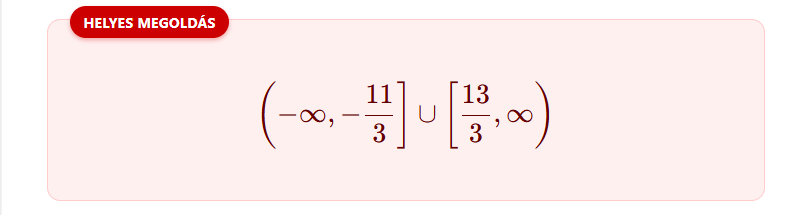 HELYES MEGOLDÁS
(-∞, -11/3] ∪ [13/3, ∞)